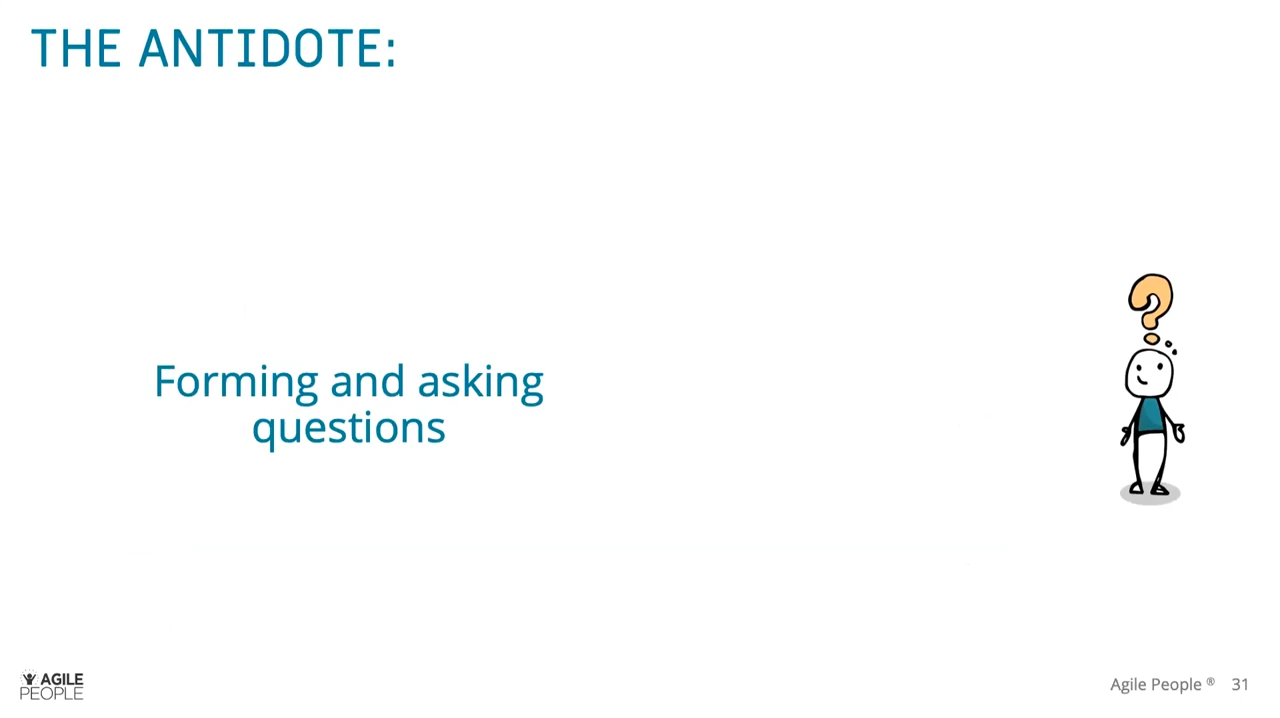 THE ANTIDOTE:
Forming and asking
questions
AGILE
PEOPLE
Agile People ® 31